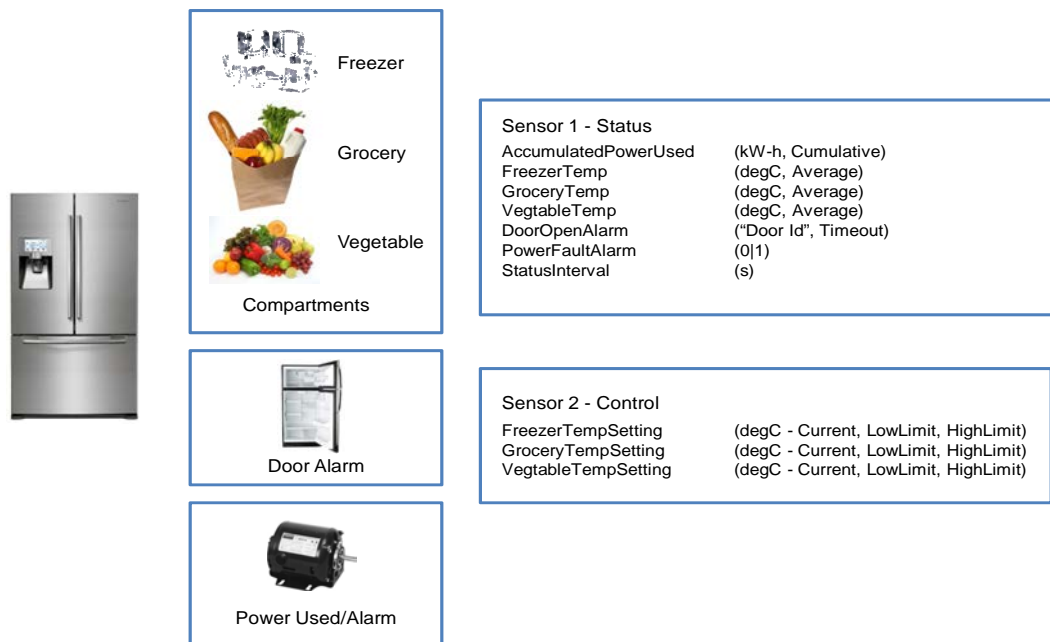 Freezer
Grocery
Vegetable
Compartments
Door Alarm
Power Used/Alarm
Sensor 1 - Status
AccumulatedPowerUsed (kW-h, Cumulative)
FreezerTemp (degC, Average)
GroceryTemp (degC, Average)
VegtableTemp (degC, Average)
DoorOpenAlarm (“Door Id”, Timeout)
PowerFaultAlarm (0|1)
StatusInterval (s)
Sensor 2 - Control
FreezerTempSetting (degC - Current, LowLimit, HighLimit)
GroceryTempSetting (degC - Current, LowLimit, HighLimit)
VegtableTempSetting (degC - Current, LowLimit, HighLimit)